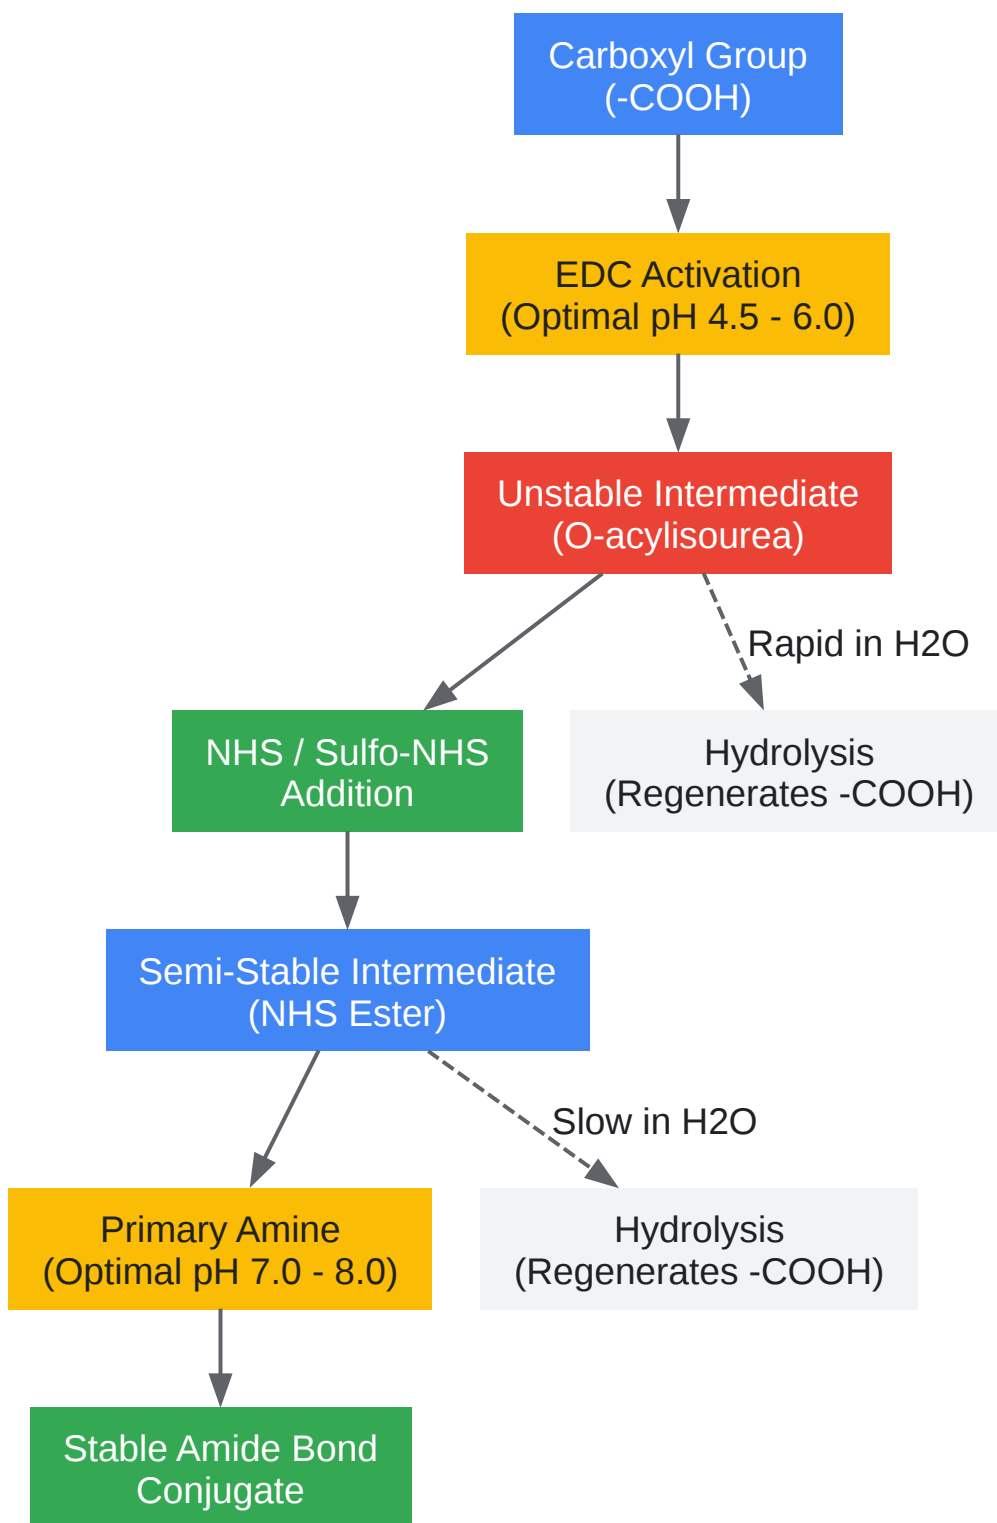 Carboxyl Group
(-COOH)
EDC Activation
(Optimal pH 4.5 - 6.0)
Unstable Intermediate
(O-acylisourea)
Rapid in H2O
NHS / Sulfo-NHS
Addition
Hydrolysis
(Regenerates -COOH)
Semi-Stable Intermediate
(NHS Ester)
Slow in H2O
Primary Amine
(Optimal pH 7.0 - 8.0)
Hydrolysis
(Regenerates -COOH)
Stable Amide Bond
Conjugate